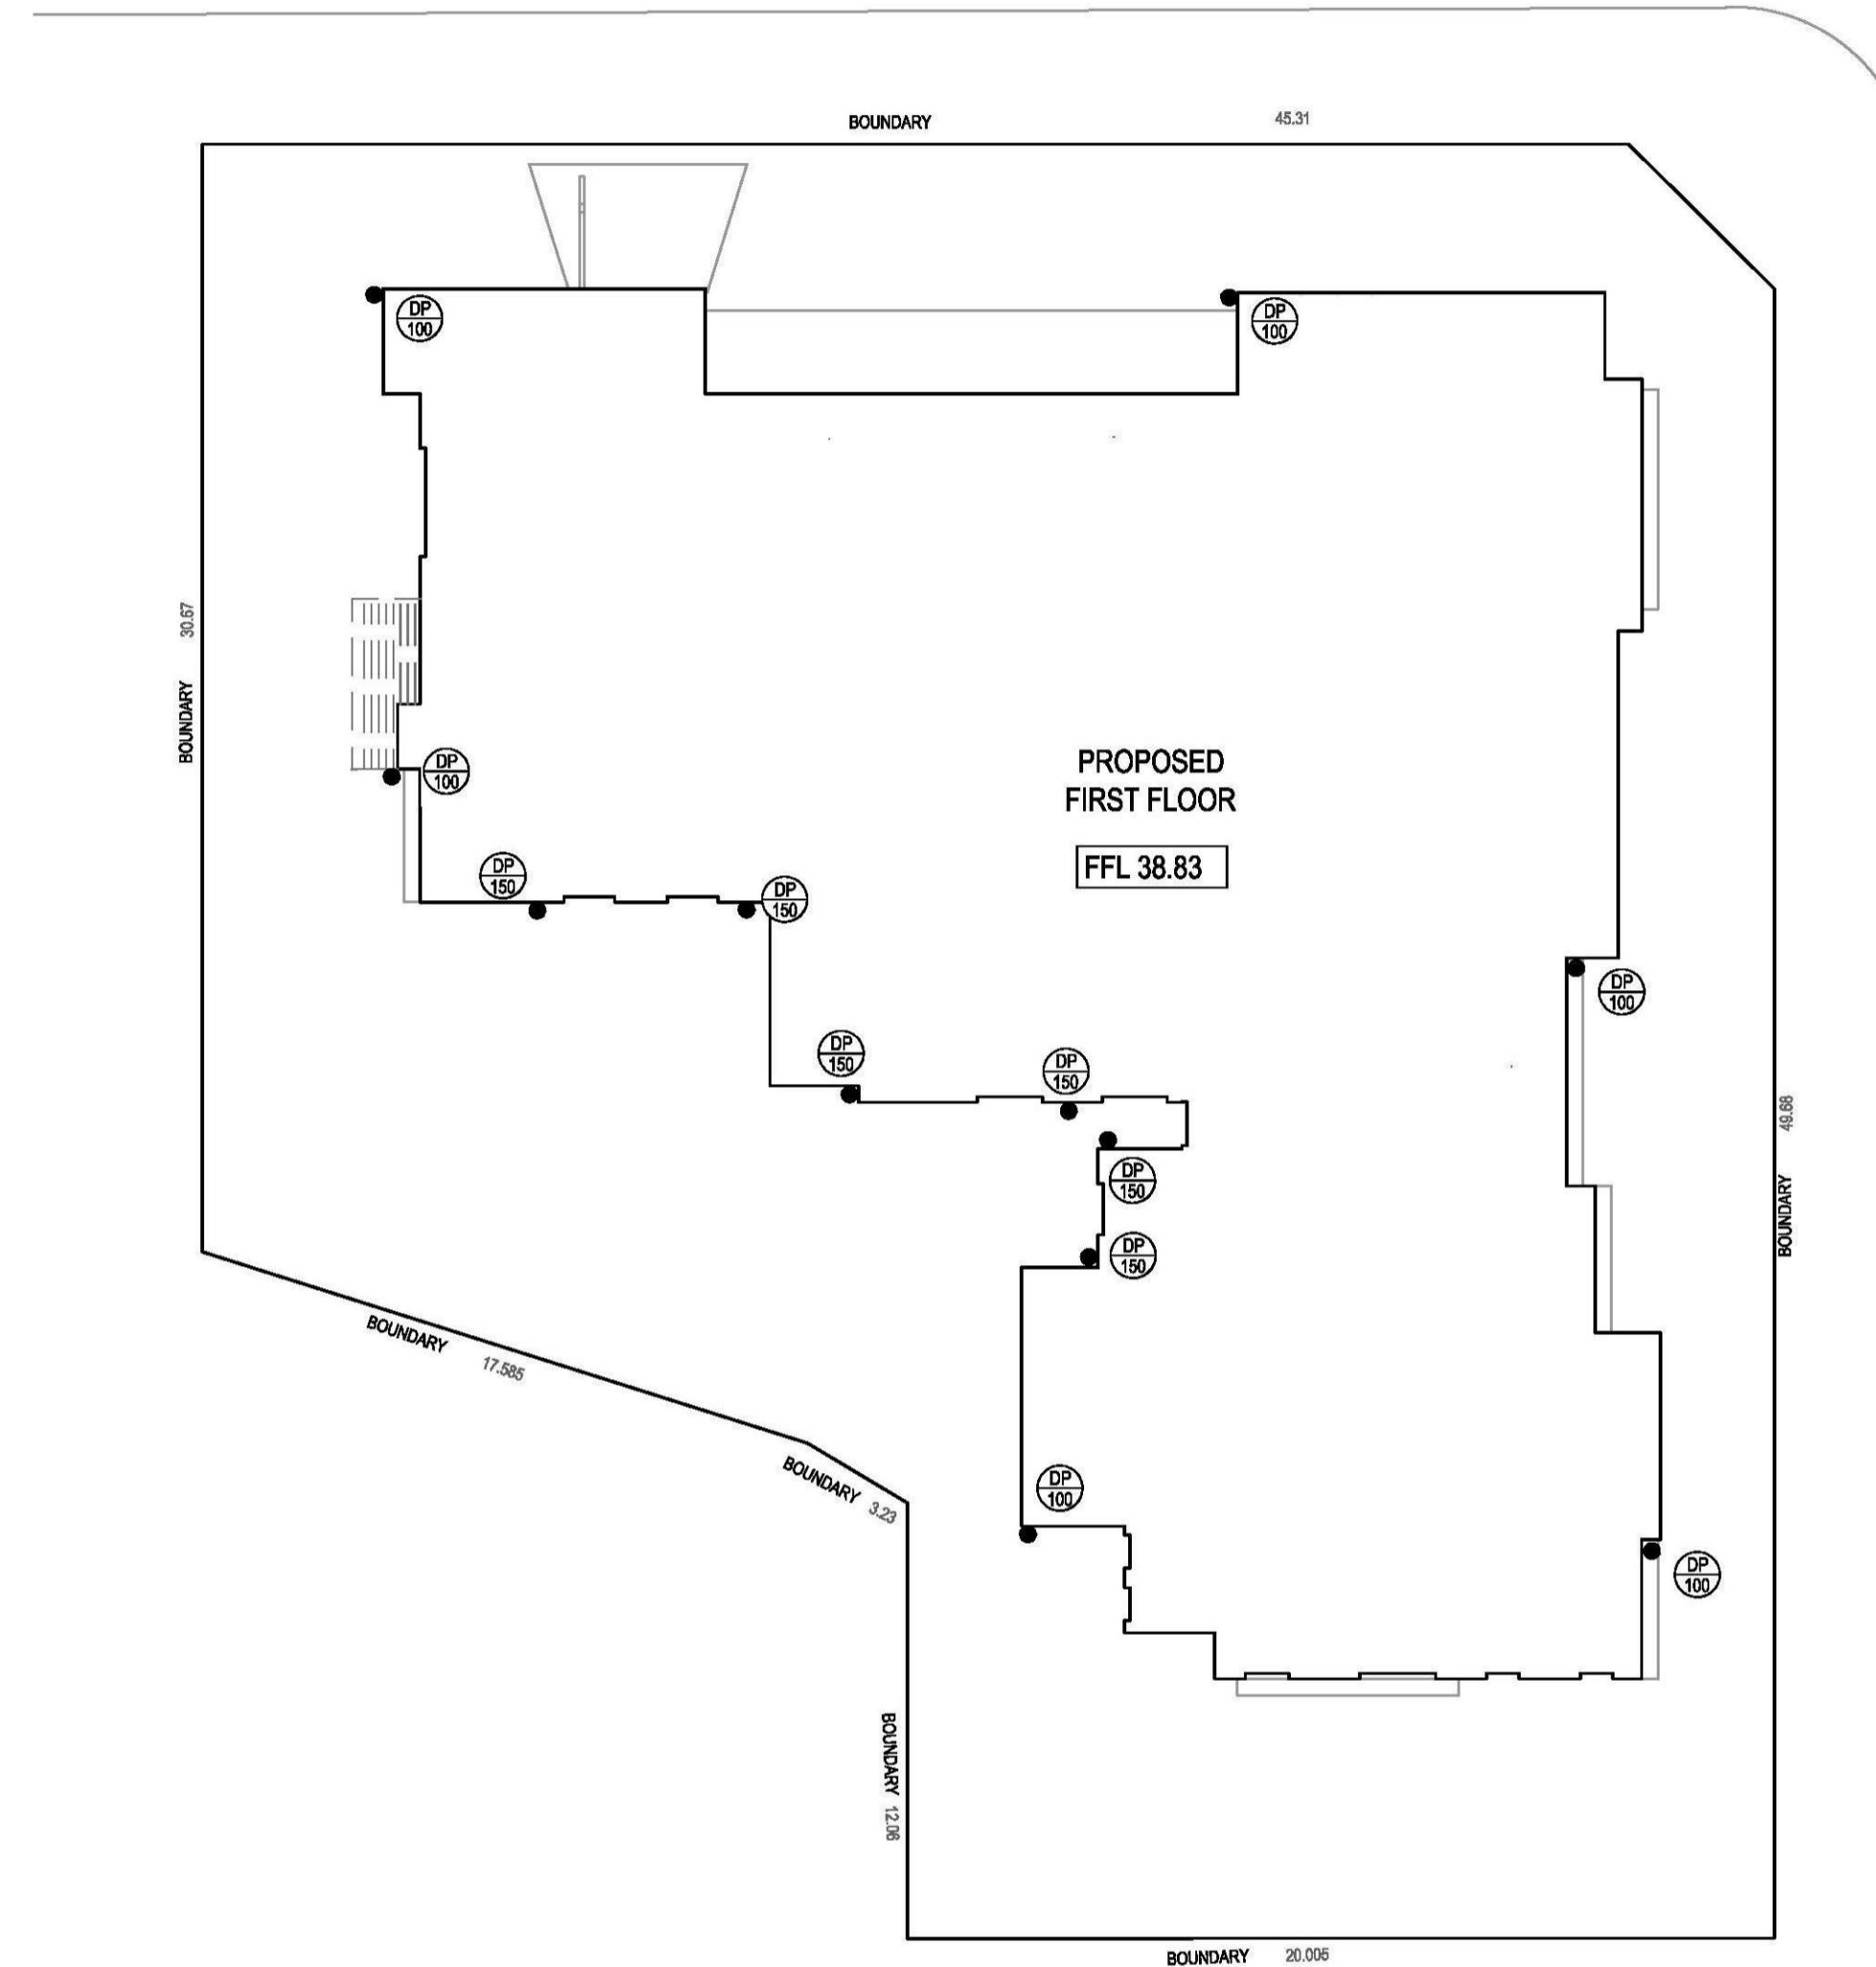 BOUNDARY 45.31
DP
100
DP
100
BOUNDARY 30.67
PROPOSED
FIRST FLOOR
DP
100
FFL 38.83
DP
150
DP
150
DP
100
DP
150
DP
150
BOUNDARY 49.68
DP
150
DP
150
BOUNDARY 17.585
BOUNDARY 3.23
DP
100
DP
100
BOUNDARY 12.06
BOUNDARY 20.005